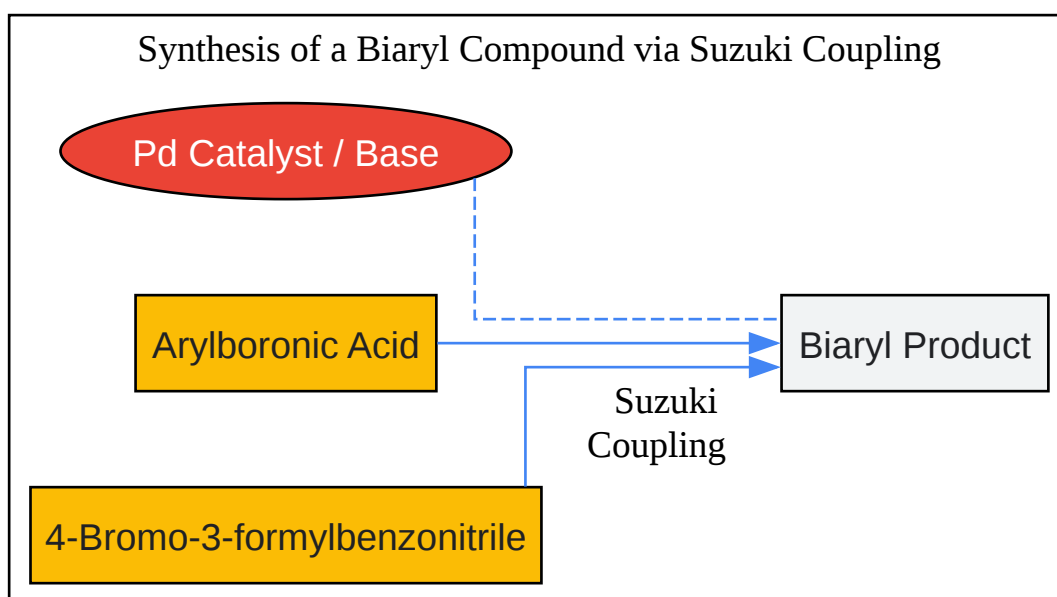 Synthesis of a Biaryl Compound via Suzuki Coupling
Pd Catalyst / Base
Arylboronic Acid
Biaryl Product
Suzuki
Coupling
4-Bromo-3-formylbenzonitrile